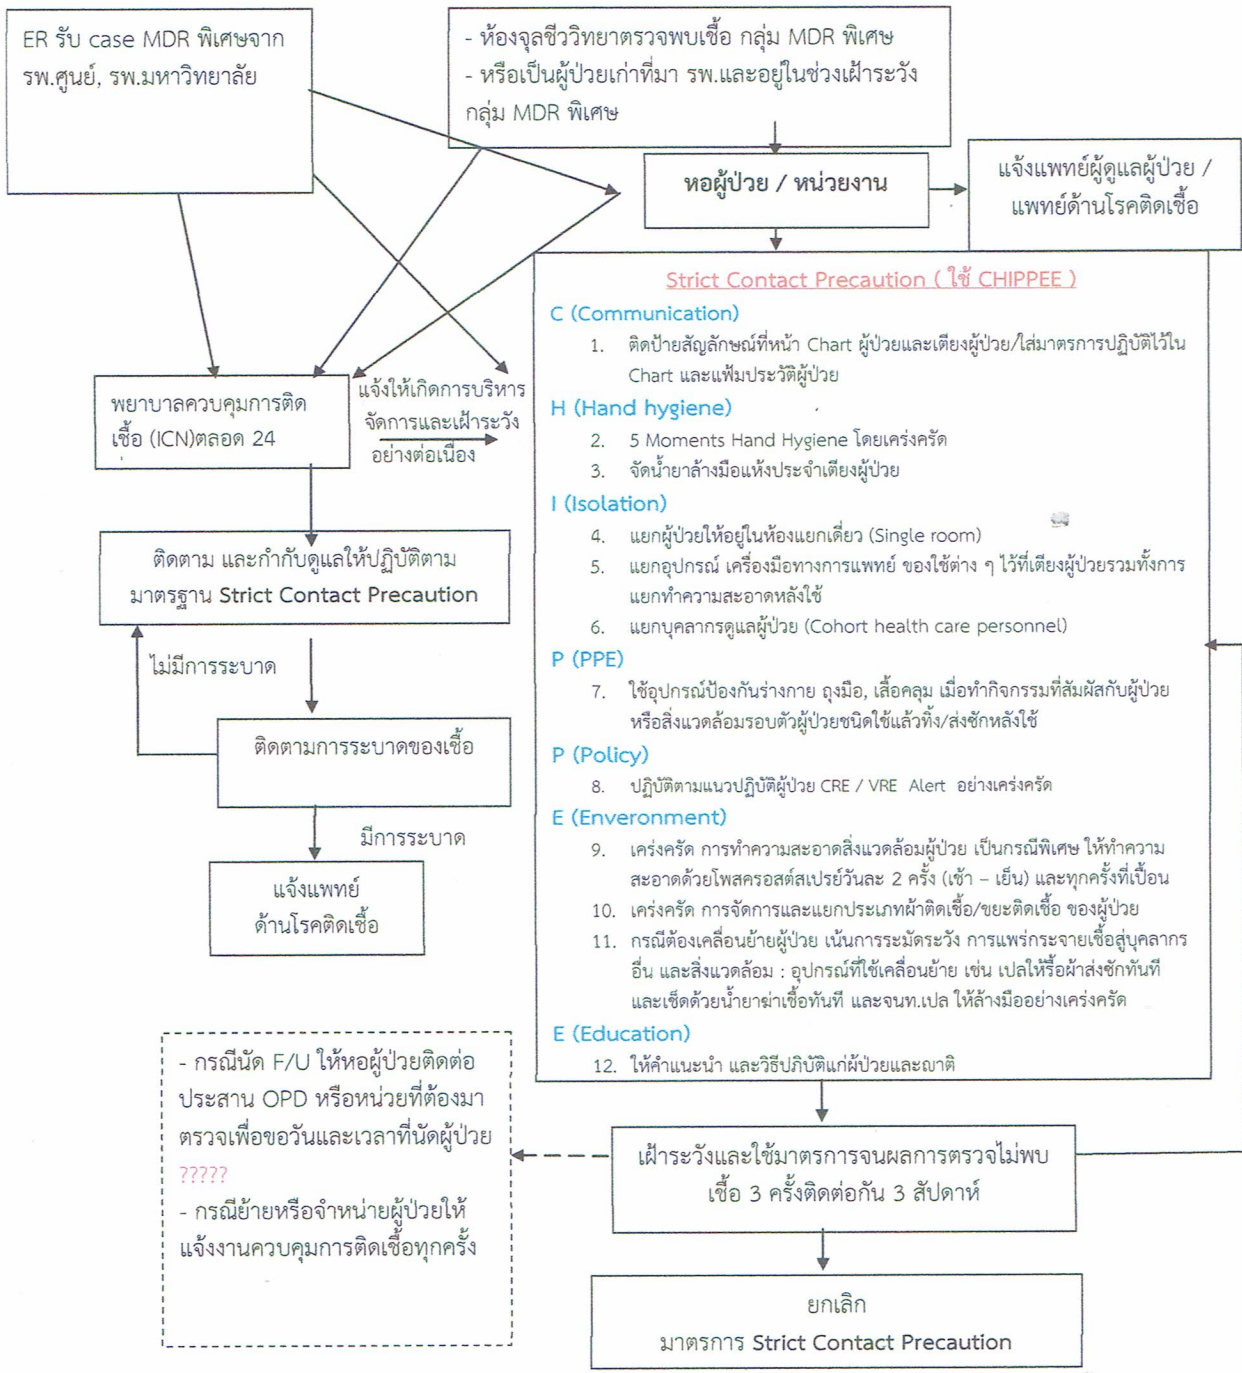 ER รับ case MDR พิเศษจาก
รพ.ศูนย์, รพ.มหาวิทยาลัย
- ห้องจุลชีววิทยาตรวจพบเชื้อ กลุ่ม MDR พิเศษ
- หรือเป็นผู้ป่วยเก่าที่มา รพ.และอยู่ในช่วงเฝ้าระวัง
กลุ่ม MDR พิเศษ
หอผู้ป่วย / หน่วยงาน
แจ้งแพทย์ผู้ดูแลผู้ป่วย /
แพทย์ด้านโรคติดเชื้อ
พยาบาลควบคุมการติด
เชื้อ (ICN)ตลอด 24
แจ้งให้เกิดการบริหาร
จัดการและเฝ้าระวัง
อย่างต่อเนื่อง
ติดตาม และกำกับดูแลให้ปฏิบัติตาม
มาตรฐาน Strict Contact Precaution
ไม่มีการระบาด
ติดตามการระบาดของเชื้อ
มีการระบาด
แจ้งแพทย์
ด้านโรคติดเชื้อ
Strict Contact Precaution ( ใช้ CHIPPEE )
C (Communication)
1. ติดป้ายสัญลักษณ์ที่หน้า Chart ผู้ป่วยและเตียงผู้ป่วย/ใส่มาตรการปฏิบัติไว้ใน
Chart และแฟ้มประวัติผู้ป่วย
H (Hand hygiene)
2. 5 Moments Hand Hygiene โดยเคร่งครัด
3. จัดน้ำยาล้างมือแห้งประจำเตียงผู้ป่วย
I (Isolation)
4. แยกผู้ป่วยให้อยู่ในห้องแยกเดี่ยว (Single room)
5. แยกอุปกรณ์ เครื่องมือทางการแพทย์ ของใช้ต่าง ๆ ไว้ที่เตียงผู้ป่วยรวมทั้งการ
แยกทำความสะอาดหลังใช้
6. แยกบุคลากรดูแลผู้ป่วย (Cohort health care personnel)
P (PPE)
7. ใช้อุปกรณ์ป้องกันร่างกาย ถุงมือ, เสื้อคลุม เมื่อทำกิจกรรมที่สัมผัสกับผู้ป่วย
หรือสิ่งแวดล้อมรอบตัวผู้ป่วยชนิดใช้แล้วทิ้ง/ส่งซักหลังใช้
P (Policy)
8. ปฏิบัติตามแนวปฏิบัติผู้ป่วย CRE / VRE Alert อย่างเคร่งครัด
E (Enveronment)
9. เคร่งครัด การทำความสะอาดสิ่งแวดล้อมผู้ป่วย เป็นกรณีพิเศษ ให้ทำความ
สะอาดด้วยโพสครอสต์สเปรย์วันละ 2 ครั้ง (เช้า – เย็น) และทุกครั้งที่เปื้อน
10. เคร่งครัด การจัดการและแยกประเภทผ้าติดเชื้อ/ขยะติดเชื้อ ของผู้ป่วย
11. กรณีต้องเคลื่อนย้ายผู้ป่วย เน้นการระมัดระวัง การแพร่กระจายเชื้อสู่บุคลากร
อื่น และสิ่งแวดล้อม : อุปกรณ์ที่ใช้เคลื่อนย้าย เช่น เปลให้รื้อผ้าส่งซักทันที
และเช็ดด้วยน้ำยาฆ่าเชื้อทันที และจนท.เปล ให้ล้างมืออย่างเคร่งครัด
E (Education)
12. ให้คำแนะนำ และวิธีปภิบัติแก่ผ้ป่วยและญาติ
- กรณีนัด F/U ให้หอผู้ป่วยติดต่อ
ประสาน OPD หรือหน่วยที่ต้องมา
ตรวจเพื่อขอวันและเวลาที่นัดผู้ป่วย
?????
- กรณีย้ายหรือจำหน่ายผู้ป่วยให้
แจ้งงานควบคุมการติดเชื้อทุกครั้ง
เฝ้าระวังและใช้มาตรการจนผลการตรวจไม่พบ
เชื้อ 3 ครั้งติดต่อกัน 3 สัปดาห์
ยกเลิก
มาตรการ Strict Contact Precaution